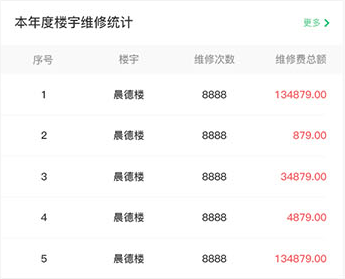 本年度楼宇维修统计 更多
序号 楼宇 维修次数 维修费总额
1 晨德楼 8888 134879.00
2 晨德楼 8888 879.00
3 晨德楼 8888 34879.00
4 晨德楼 8888 4879.00
5 晨德楼 8888 134879.00